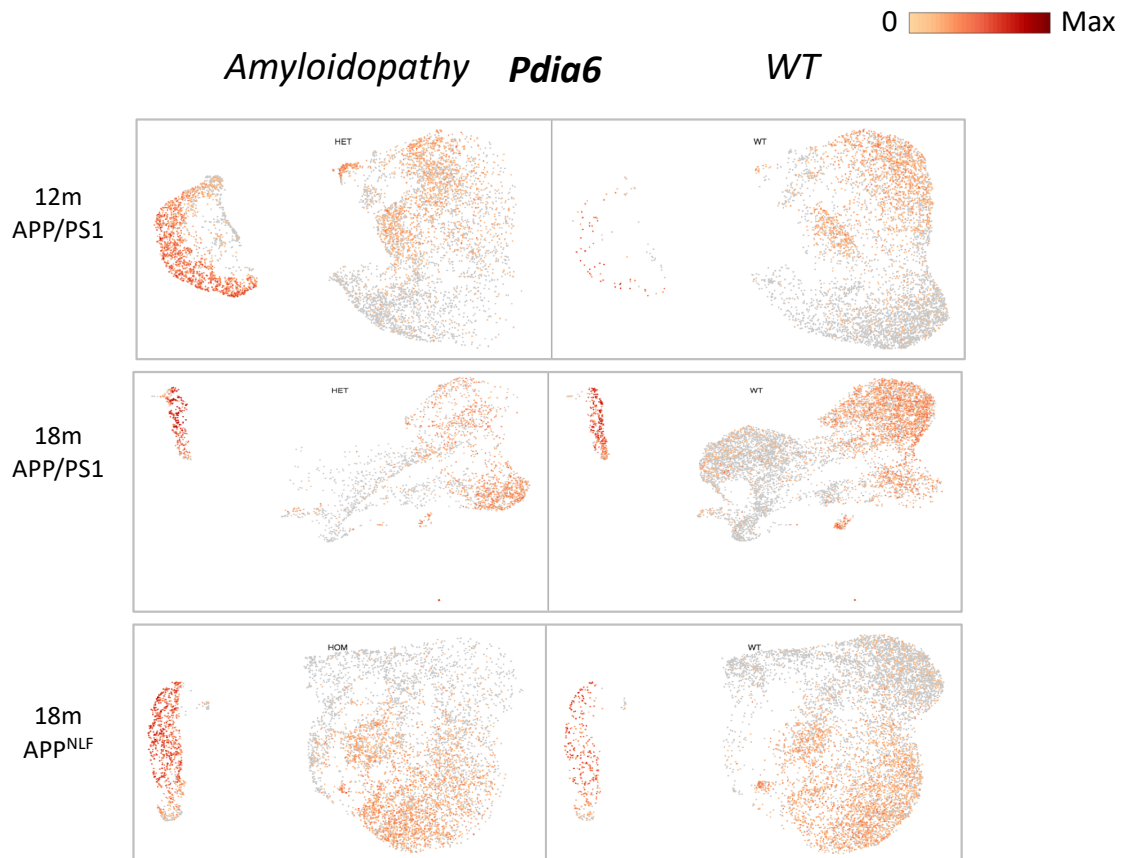 0 Max
Amyloidopathy Pdia6 WT
12m
APP/PS1
HET
WT
18m
APP/PS1
HET
WT
18m
APP^NLF
HOM
WT